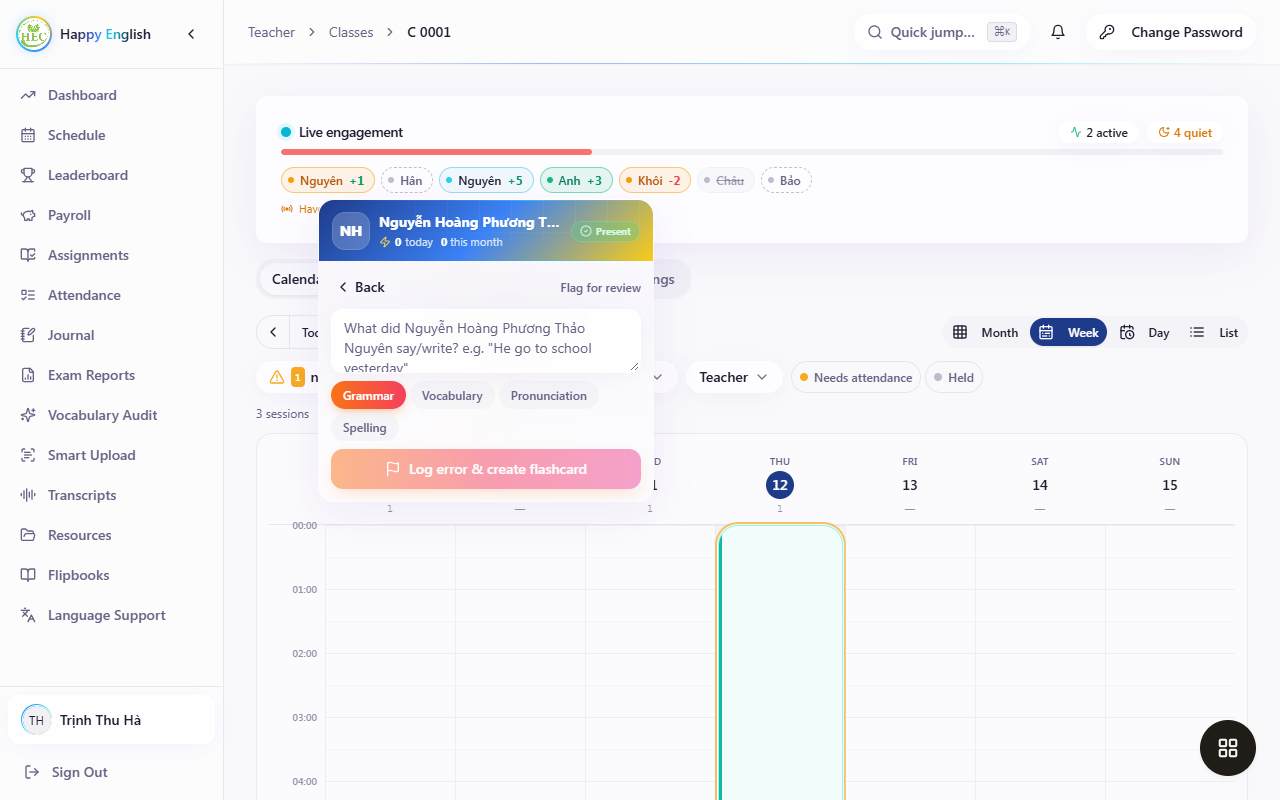 HEC
Happy English
Teacher
Classes
C 0001
Quick jump...
⌘K
Change Password
Dashboard
Schedule
Leaderboard
Payroll
Assignments
Attendance
Journal
Exam Reports
Vocabulary Audit
Smart Upload
Transcripts
Resources
Flipbooks
Language Support
TH
Trịnh Thu Hà
Sign Out
Live engagement
2 active
4 quiet
Nguyên +1
Hân
Nguyên +5
Anh +3
Khôi -2
Châu
Bảo
NH
Nguyễn Hoàng Phương T...
0 today 0 this month
Present
Back
Flag for review
What did Nguyễn Hoàng Phương Thảo
Nguyên say/write? e.g. "He go to school
yesterday"
Grammar
Vocabulary
Pronunciation
Spelling
Log error & create flashcard
Month
Week
Day
List
1
Teacher
Needs attendance
Held
3 sessions
THU
FRI
SAT
SUN
12
13
14
15
1
—
1
1
—
—
—
00:00
01:00
02:00
03:00
04:00